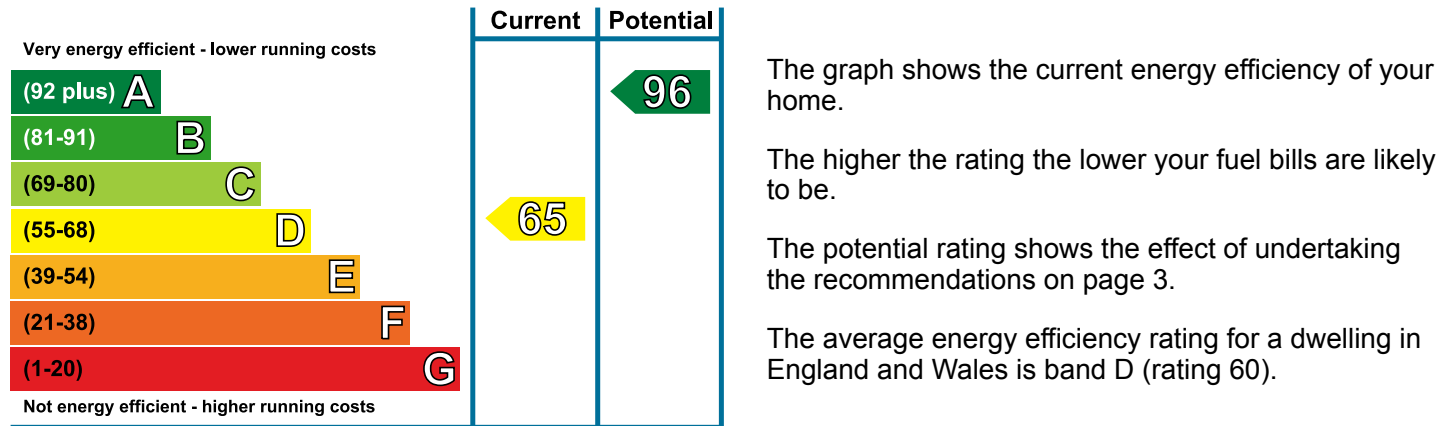 Current Potential
Very energy efficient - lower running costs
(92 plus) A
96
(81-91) B
(69-80) C
(55-68) D
65
(39-54) E
(21-38) F
(1-20) G
Not energy efficient - higher running costs
The graph shows the current energy efficiency of your
home.
The higher the rating the lower your fuel bills are likely
to be.
The potential rating shows the effect of undertaking
the recommendations on page 3.
The average energy efficiency rating for a dwelling in
England and Wales is band D (rating 60).